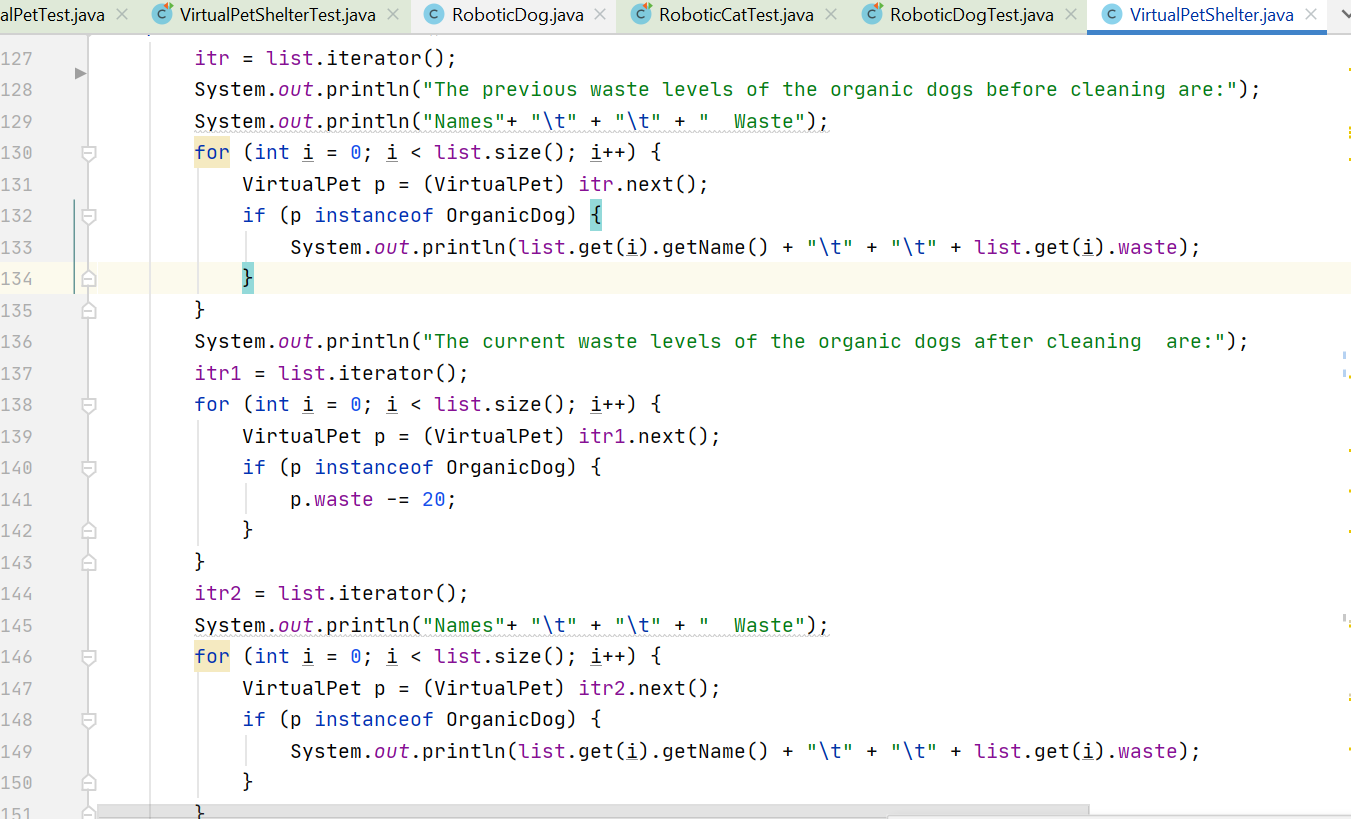 alPetTest.java VirtualPetShelterTest.java RoboticDog.java RoboticCatTest.java RoboticDogTest.java VirtualPetShelter.java
127 itr = list.iterator();
128 System.out.println("The previous waste levels of the organic dogs before cleaning are:");
129 System.out.println("Names"+ "\t" + "\t" + "  Waste");
130 for (int i = 0; i < list.size(); i++) {
131 VirtualPet p = (VirtualPet) itr.next();
132 if (p instanceof OrganicDog) {
133 System.out.println(list.get(i).getName() + "\t" + "\t" + list.get(i).waste);
134 }
135 }
136 System.out.println("The current waste levels of the organic dogs after cleaning  are:");
137 itr1 = list.iterator();
138 for (int i = 0; i < list.size(); i++) {
139 VirtualPet p = (VirtualPet) itr1.next();
140 if (p instanceof OrganicDog) {
141 p.waste -= 20;
142 }
143 }
144 itr2 = list.iterator();
145 System.out.println("Names"+ "\t" + "\t" + "  Waste");
146 for (int i = 0; i < list.size(); i++) {
147 VirtualPet p = (VirtualPet) itr2.next();
148 if (p instanceof OrganicDog) {
149 System.out.println(list.get(i).getName() + "\t" + "\t" + list.get(i).waste);
150 }
151 }